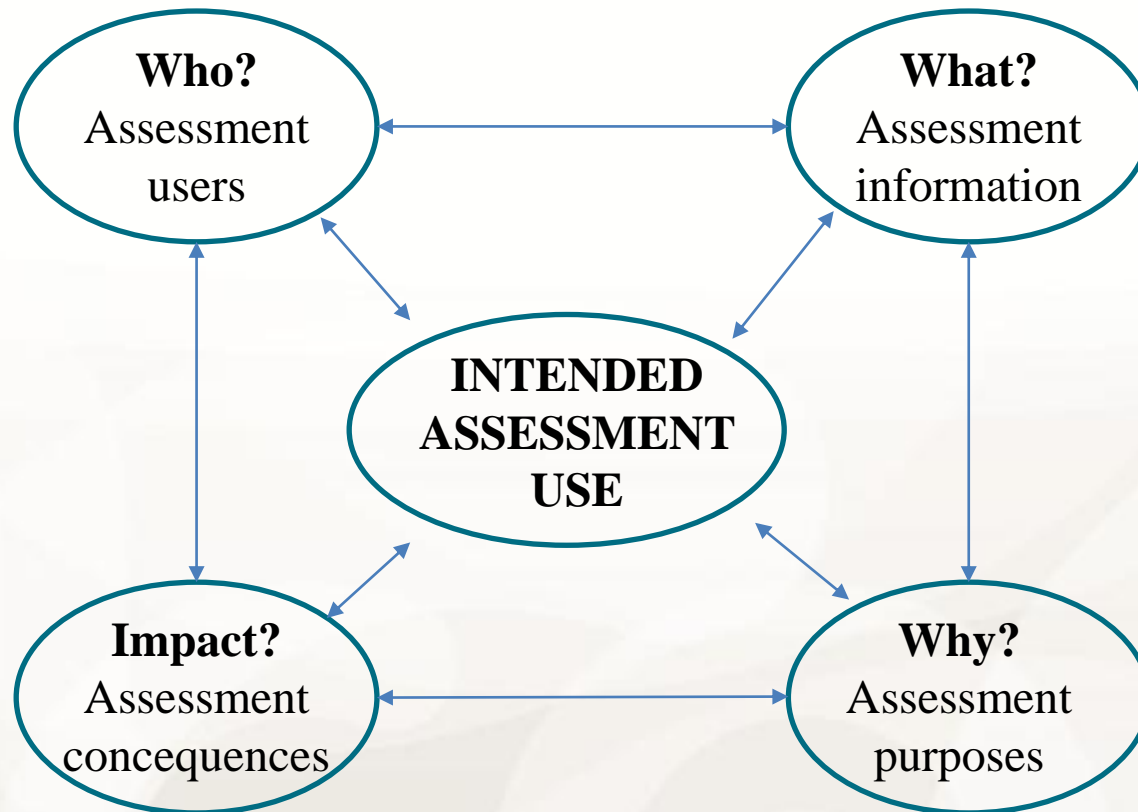 Who?
Assessment
users
What?
Assessment
information
INTENDED
ASSESSMENT
USE
Impact?
Assessment
concequences
Why?
Assessment
purposes